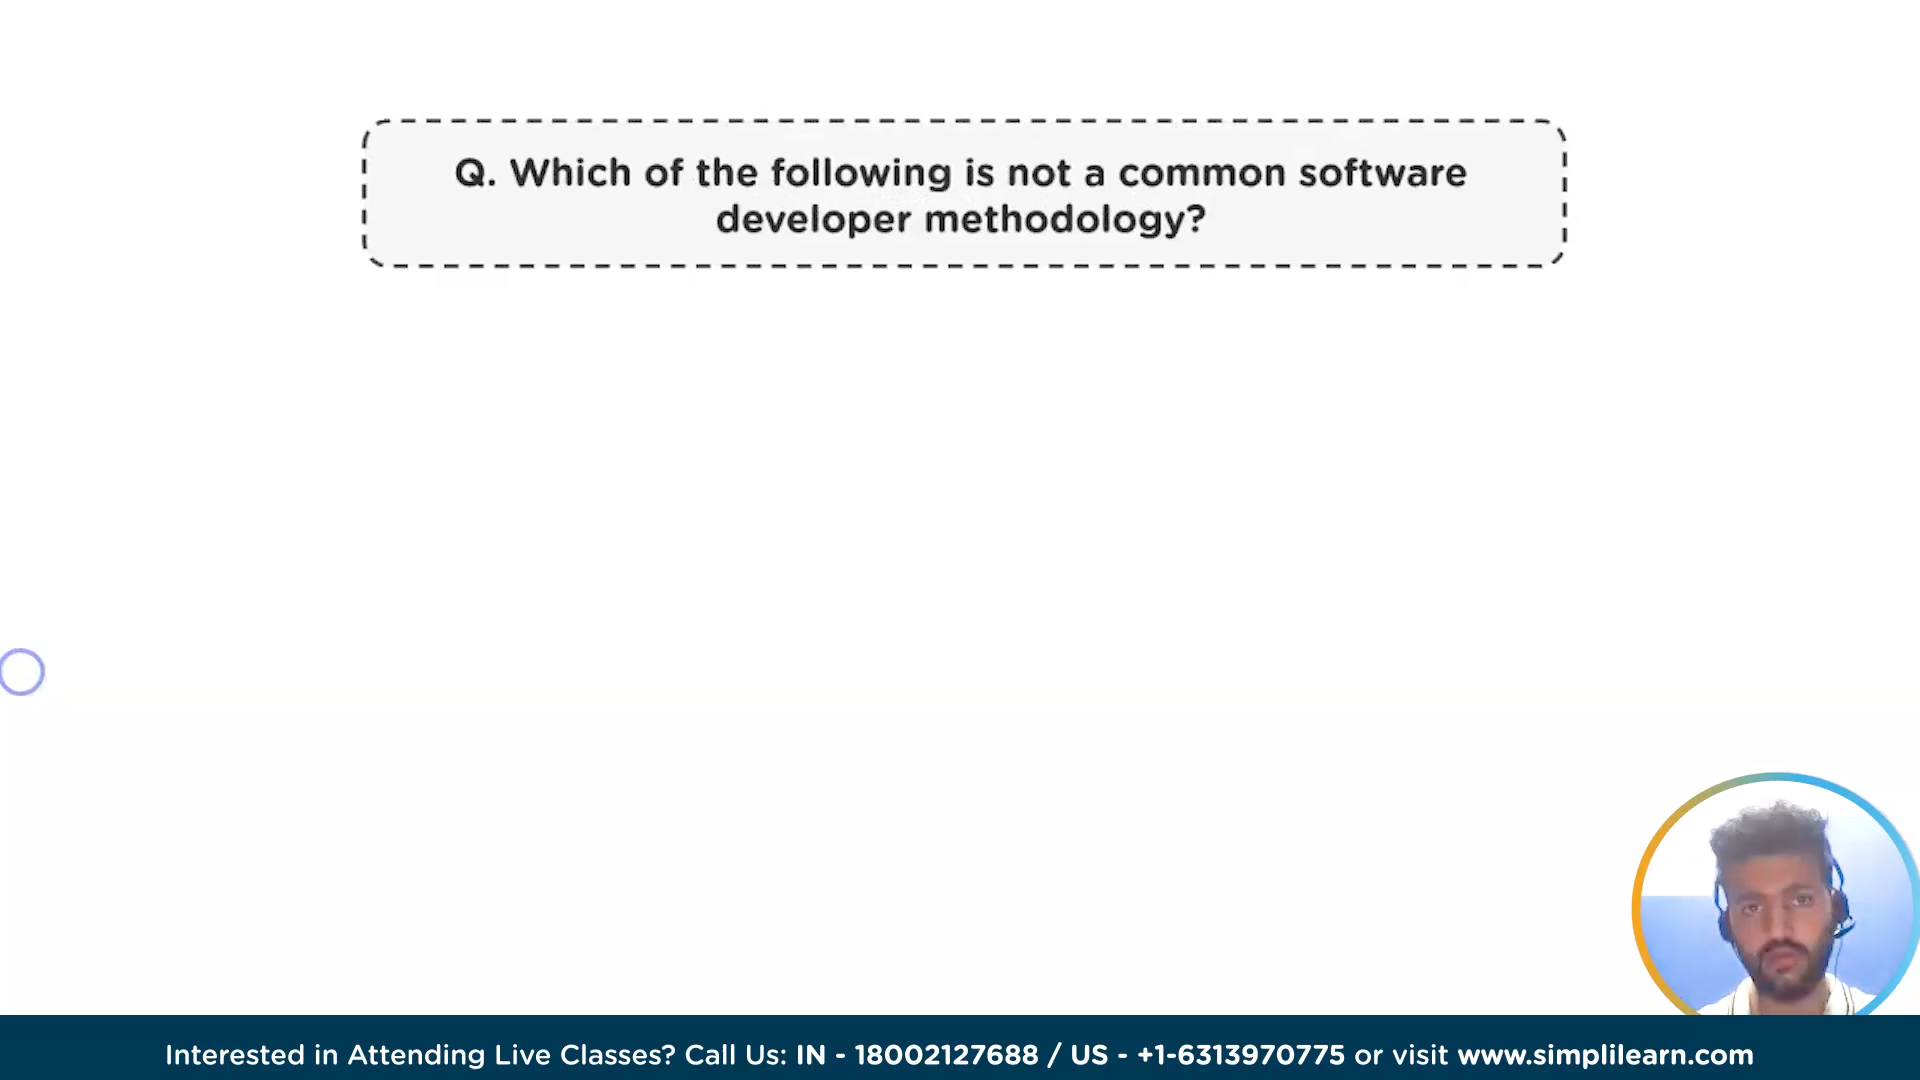 Q. Which of the following is not a common software
developer methodology?
Interested in Attending Live Classes? Call Us: IN - 18002127688 / US - +1-6313970775 or visit www.simplilearn.com